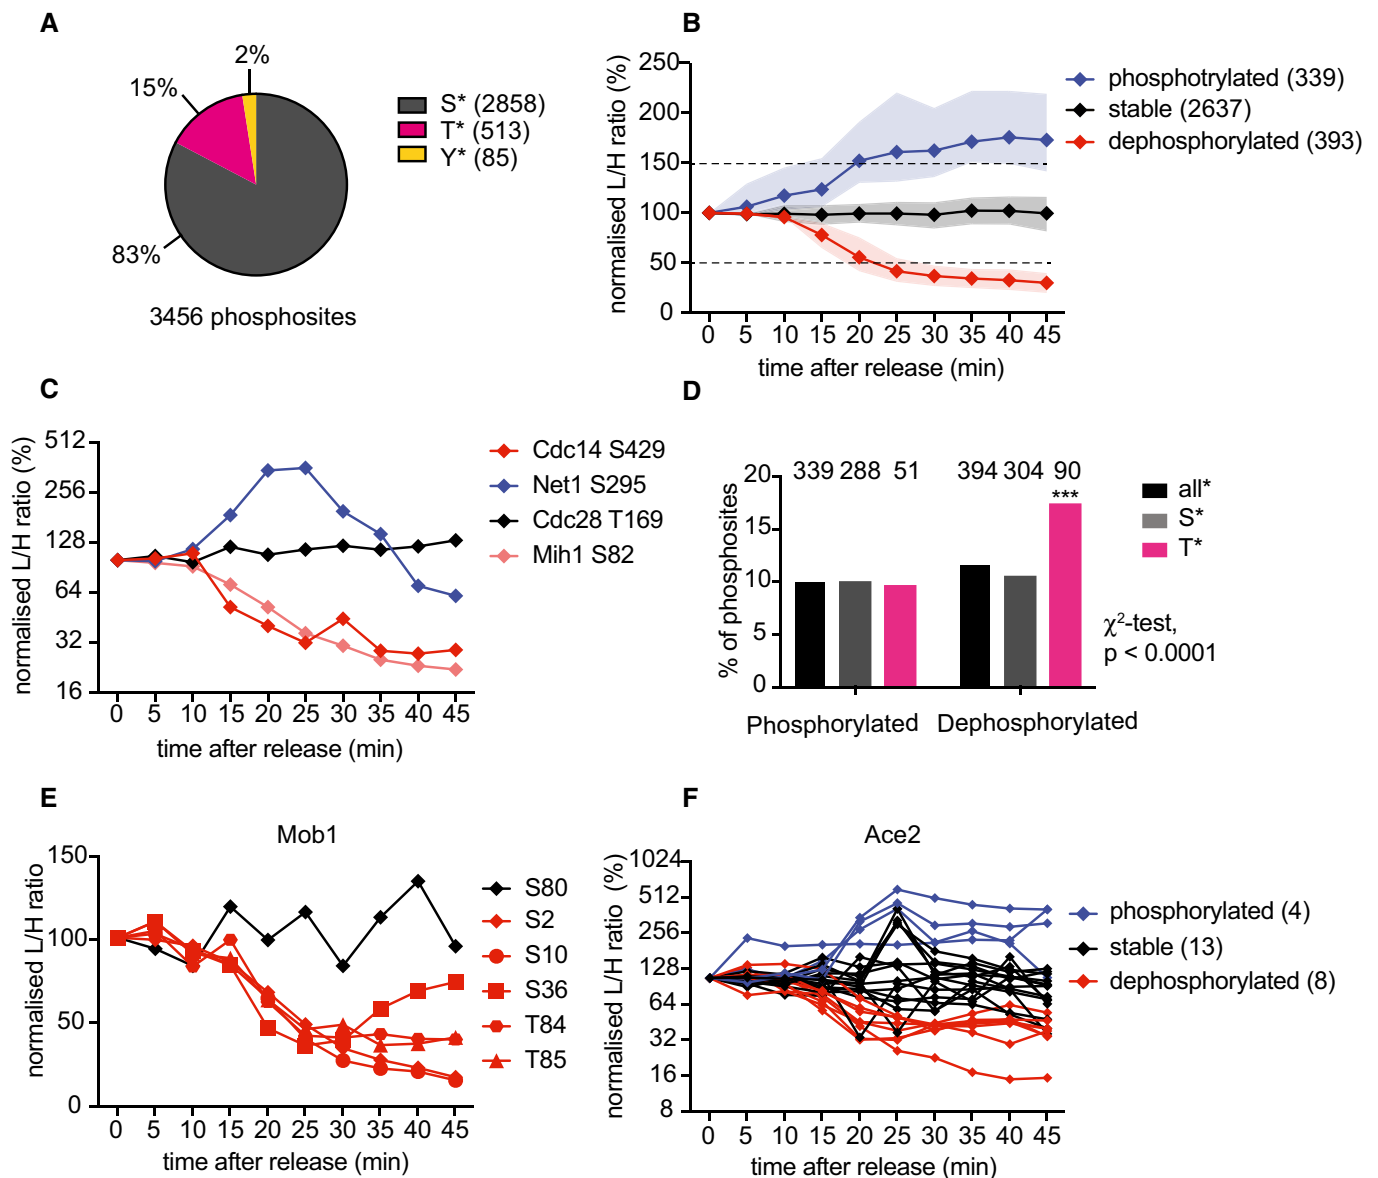 A
2%
15%
83%
S* (2858)
T* (513)
Y* (85)
3456 phosphosites
B
normalised L/H ratio (%)
250
200
150
100
50
0
0 5 10 15 20 25 30 35 40 45
time after release (min)
phosphotrylated (339)
stable (2637)
dephosphorylated (393)
C
normalised L/H ratio (%)
512
256
128
64
32
16
0 5 10 15 20 25 30 35 40 45
time after release (min)
Cdc14 S429
Net1 S295
Cdc28 T169
Mih1 S82
D
% of phosphosites
20
15
10
5
0
339 288 51 394 304 90
***
Phosphorylated Dephosphorylated
all*
S*
T*
χ²-test,
p < 0.0001
E
Mob1
normalised L/H ratio
150
100
50
0
0 5 10 15 20 25 30 35 40 45
time after release (min)
S80
S2
S10
S36
T84
T85
F
Ace2
normalised L/H ratio (%)
1024
512
256
128
64
32
16
8
0 5 10 15 20 25 30 35 40 45
time after release (min)
phosphorylated (4)
stable (13)
dephosphorylated (8)